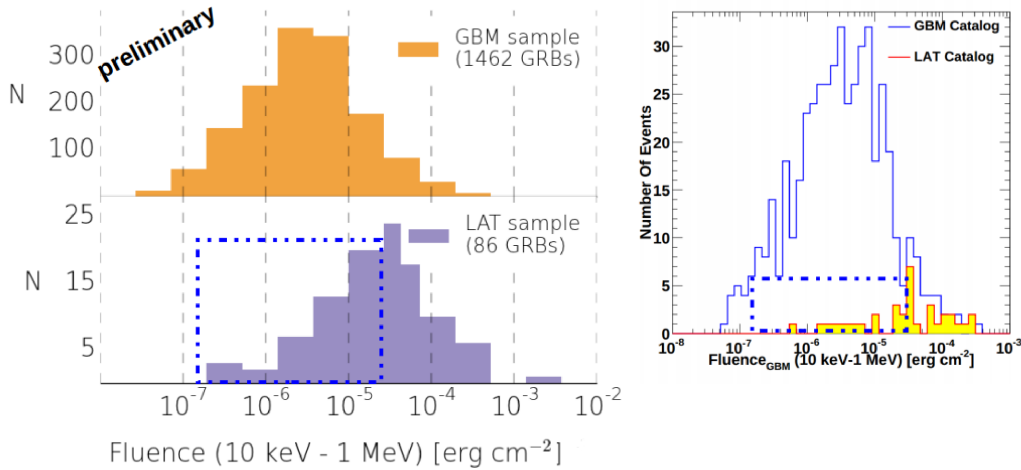 preliminary
300
200
100
N
GBM sample
(1462 GRBs)
25
15
5
N
LAT sample
(86 GRBs)
10⁻⁷ 10⁻⁶ 10⁻⁵ 10⁻⁴ 10⁻³ 10⁻²
Fluence (10 keV - 1 MeV) [erg cm⁻²]
GBM Catalog
LAT Catalog
30
25
20
15
10
5
0
Number Of Events
10⁻⁸ 10⁻⁷ 10⁻⁶ 10⁻⁵ 10⁻⁴ 10⁻³
Fluence_GBM (10 keV-1 MeV) [erg cm⁻²]